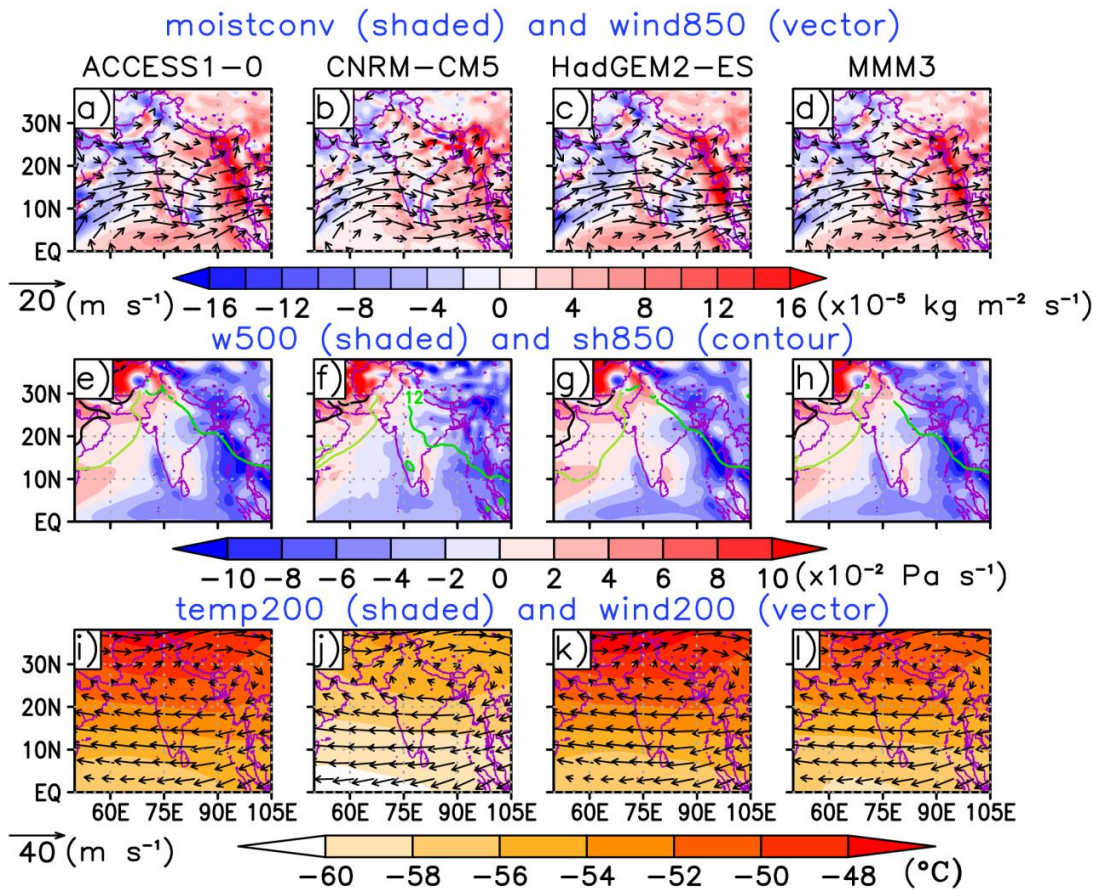 moistconv (shaded) and wind850 (vector)
ACCESS1-0 CNRM-CM5 HadGEM2-ES MMM3
a) b) c) d)
30N
20N
10N
EQ
20 (m s⁻¹) -16 -12 -8 -4 0 4 8 12 16 (x10⁻⁵ kg m⁻² s⁻¹)
w500 (shaded) and sh850 (contour)
e) f) g) h)
12
30N
20N
10N
EQ
-10 -8 -6 -4 -2 0 2 4 6 8 10 (x10⁻² Pa s⁻¹)
temp200 (shaded) and wind200 (vector)
i) j) k) l)
30N
20N
10N
EQ
60E 75E 90E 105E 60E 75E 90E 105E 60E 75E 90E 105E 60E 75E 90E 105E
40 (m s⁻¹) -60 -58 -56 -54 -52 -50 -48 (°C)